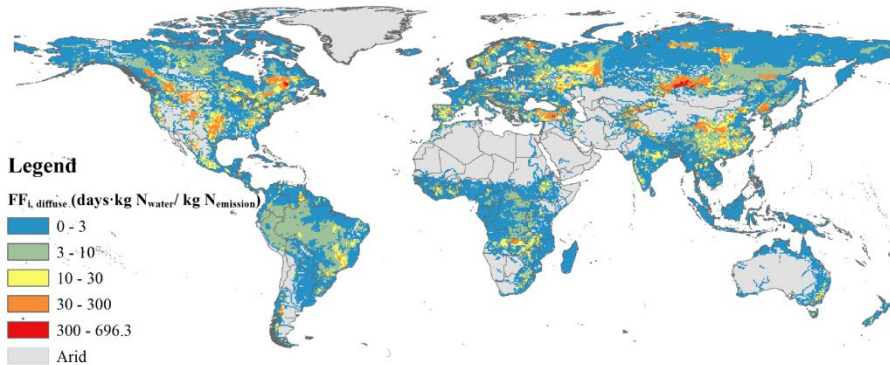 Legend
FFi, diffuse (days·kg Nwater/ kg Nemission)
0 - 3
3 - 10
10 - 30
30 - 300
300 - 696.3
Arid